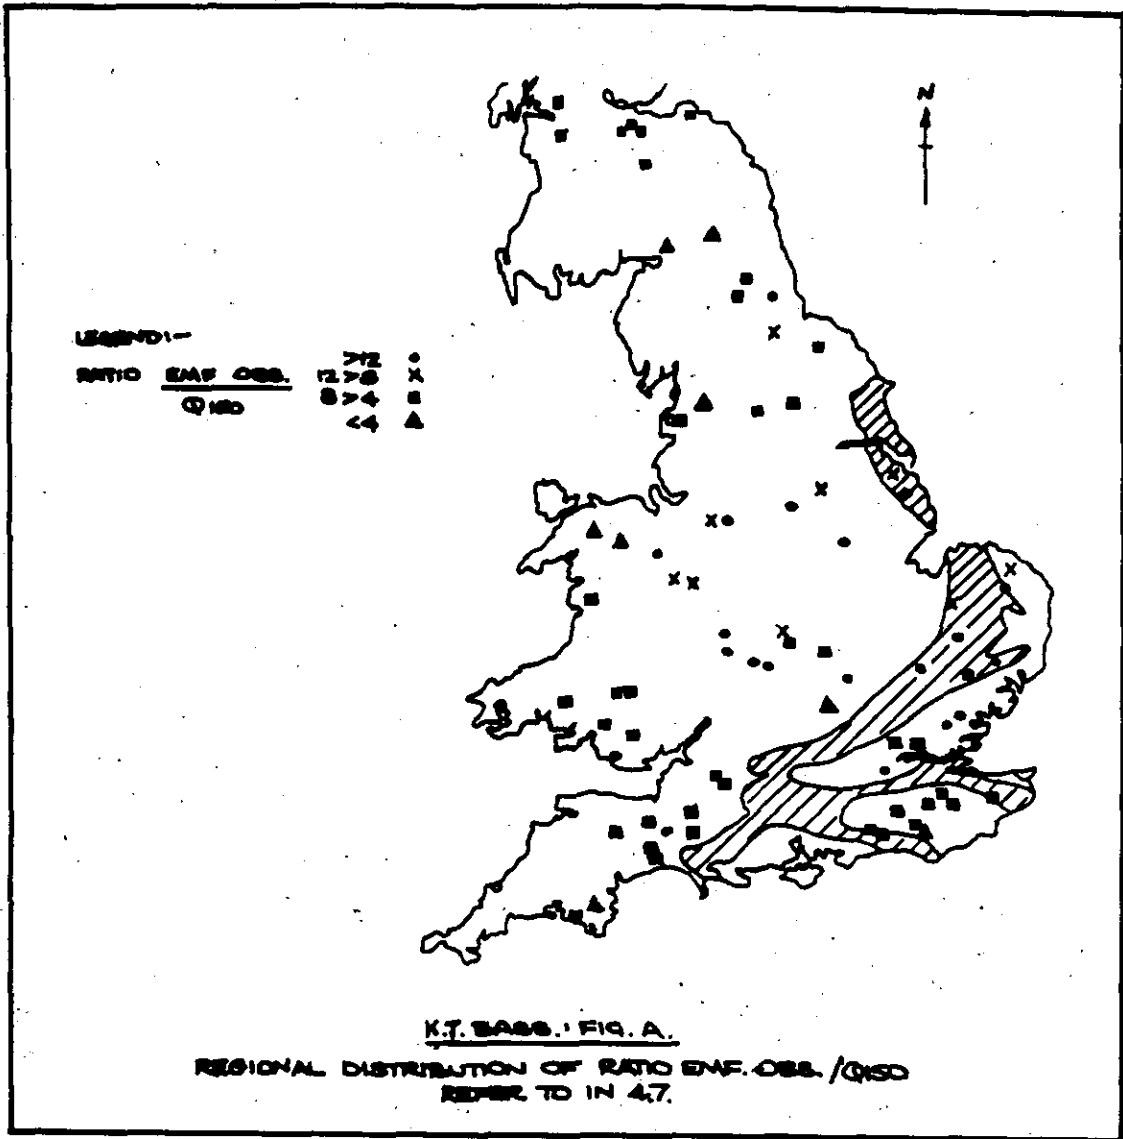 N
LEGEND:-
>12 •
RATIO EMF OBS. 12>8 X
8>4 ■
Q 150 <4 ▲
K.T. BASS.: FIG. A.
REGIONAL DISTRIBUTION OF RATIO EMF. OBS. / Q150
REFER TO IN 4.7.